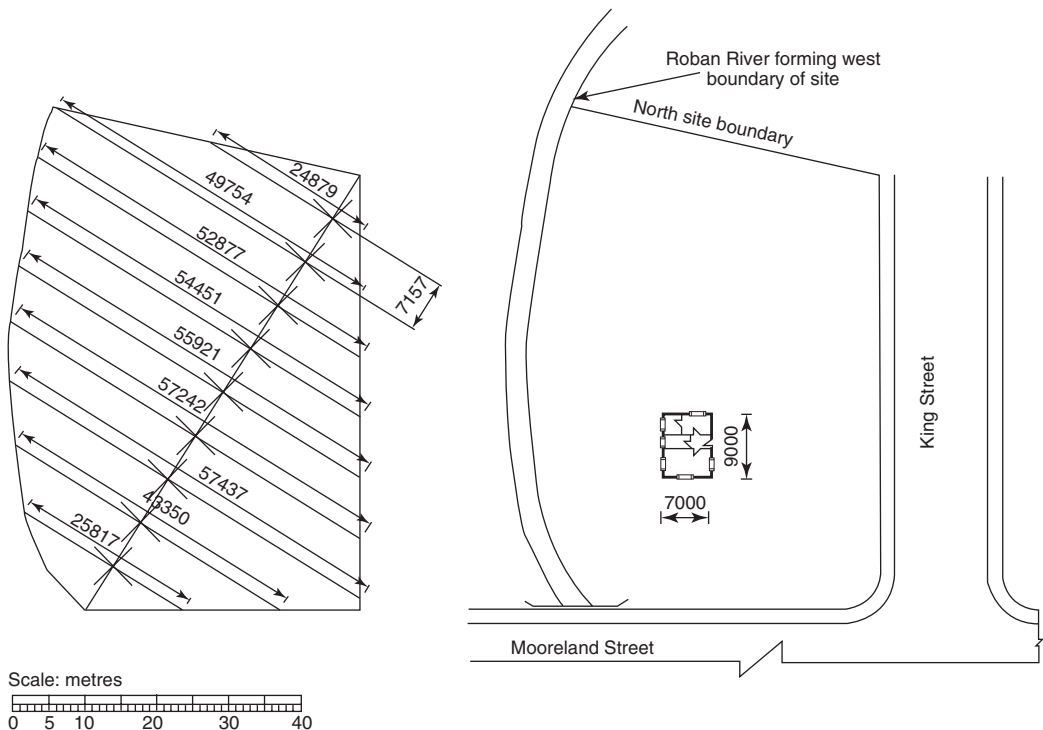 Roban River forming west
boundary of site
North site boundary
24879
49754
52877
54451
55921
57242
57437
43350
25817
7157
King Street
9000
7000
Mooreland Street
Scale: metres
0 5 10 20 30 40